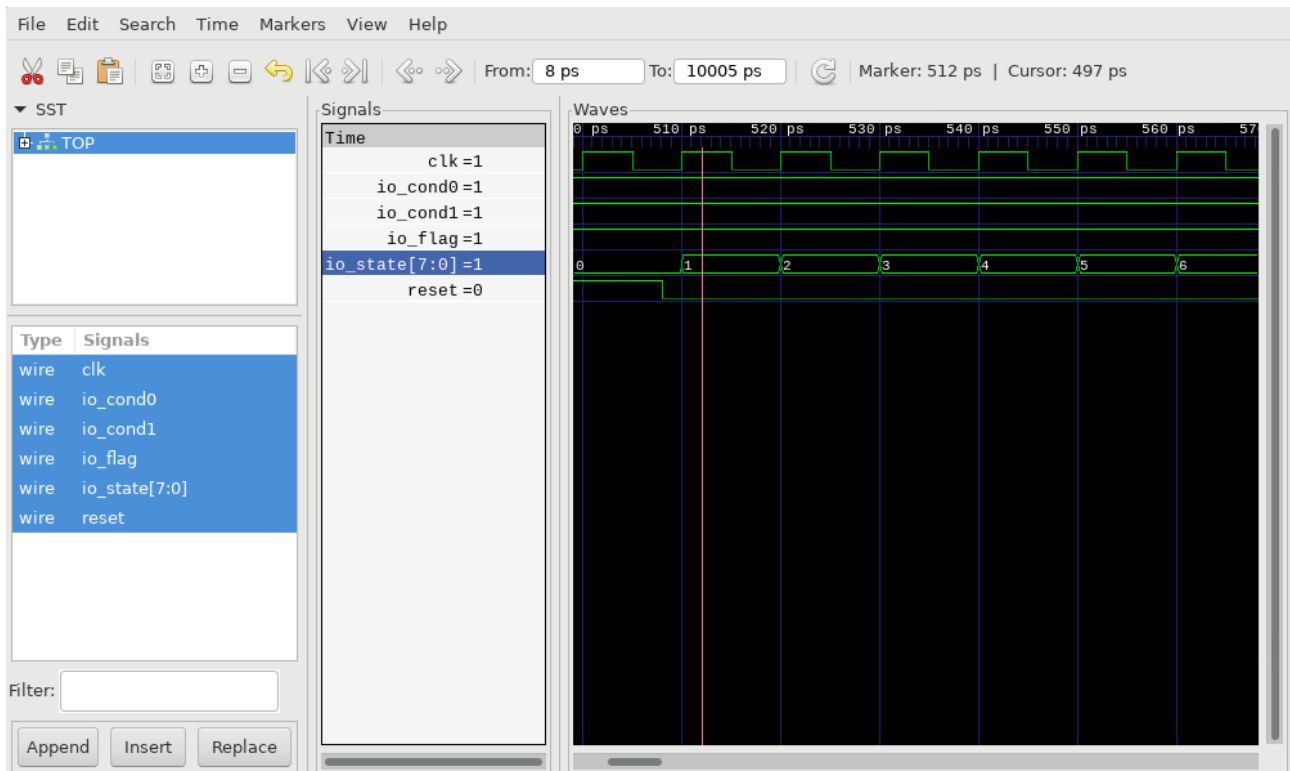 File Edit Search Time Markers View Help
From: 8 ps To: 10005 ps Marker: 512 ps | Cursor: 497 ps
SST
TOP
Type Signals
wire clk
wire io_cond0
wire io_cond1
wire io_flag
wire io_state[7:0]
wire reset
Filter:
Append Insert Replace
Signals
Time
clk =1
io_cond0 =1
io_cond1 =1
io_flag =1
io_state[7:0] =1
reset =0
Waves
0 ps 510 ps 520 ps 530 ps 540 ps 550 ps 560 ps 57
0 1 2 3 4 5 6